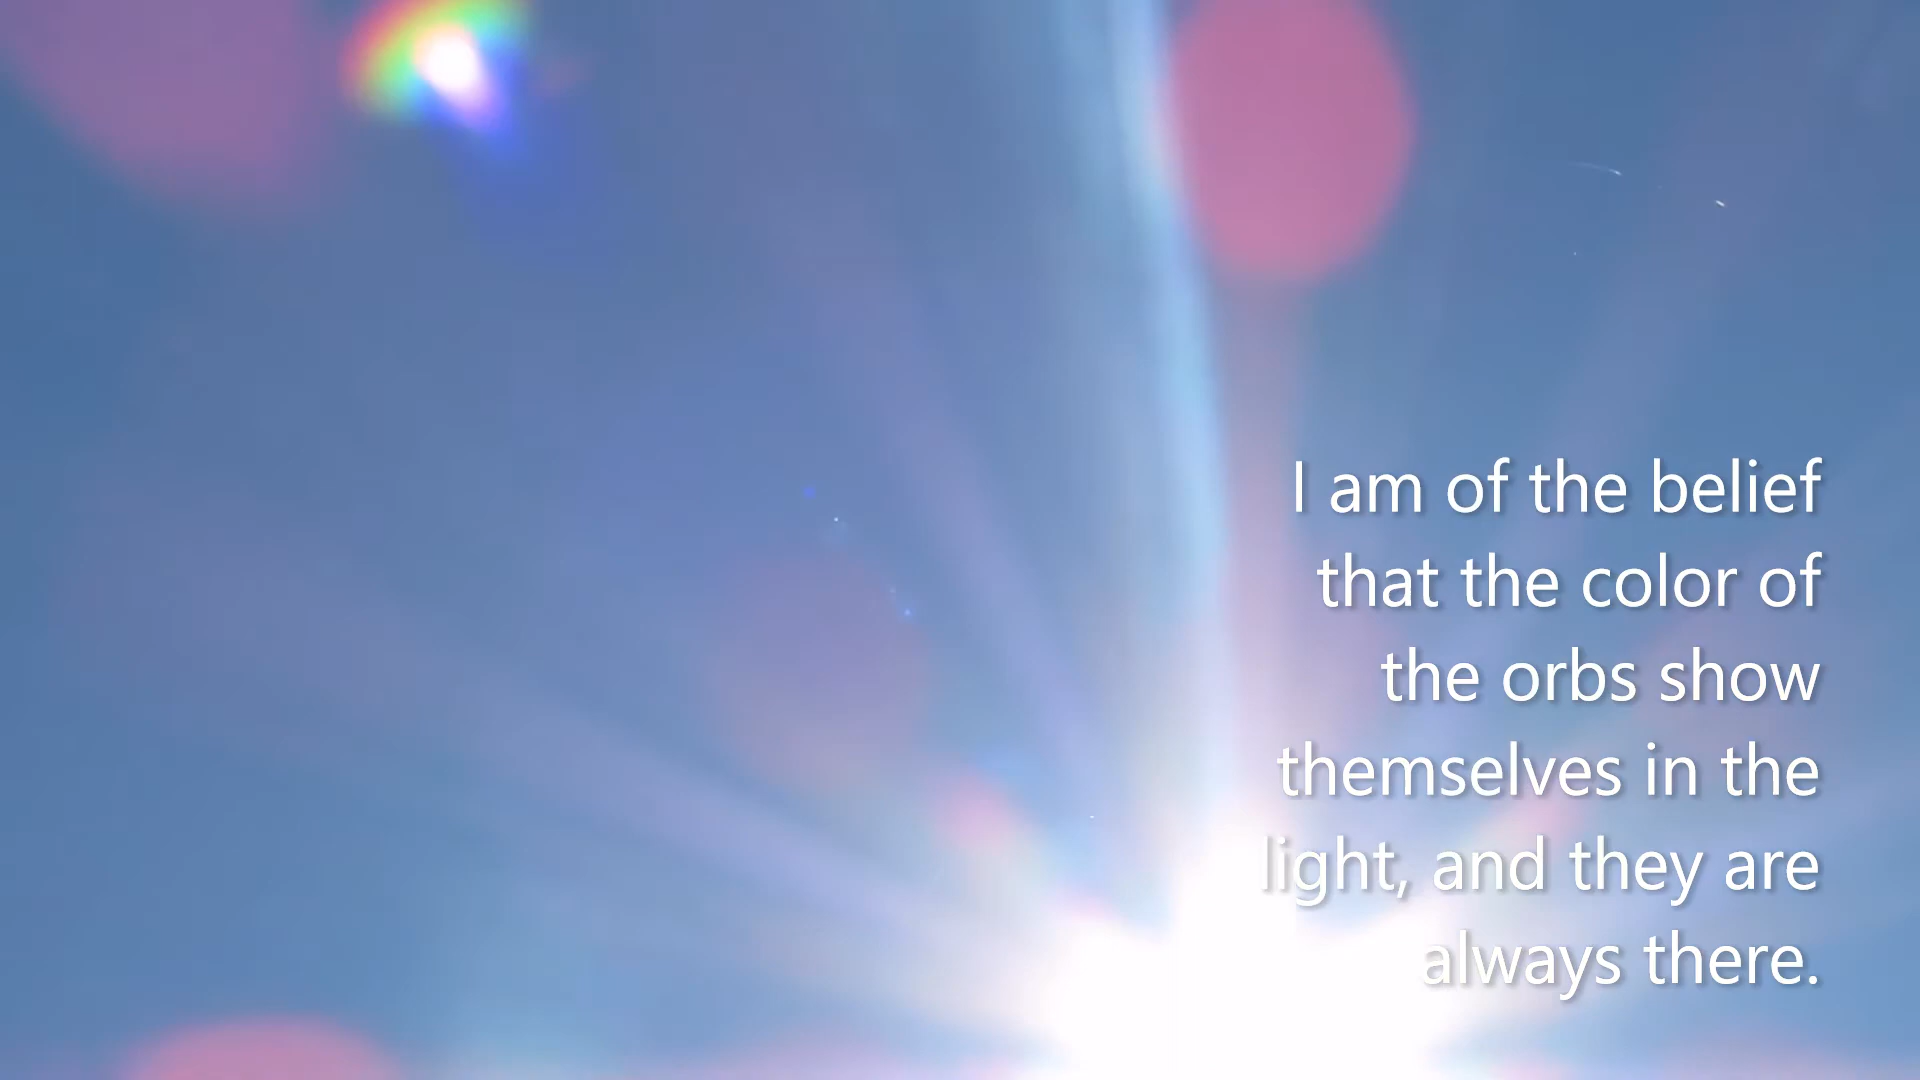 I am of the belief
that the color of
the orbs show
themselves in the
light, and they are
always there.